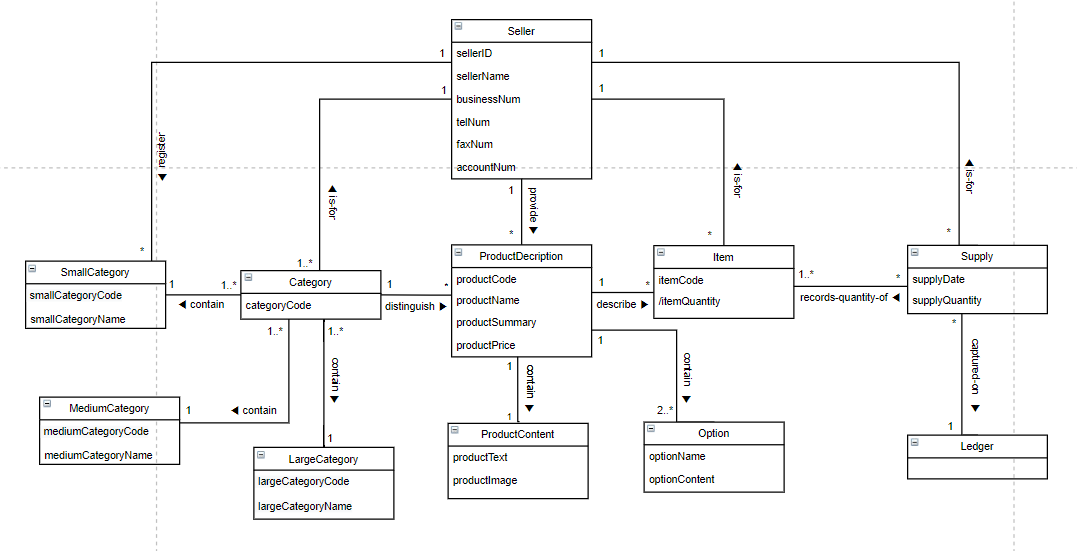 Seller
sellerID
sellerName
businessNum
telNum
faxNum
accountNum
1
1
1
1
◀ register
◀ is-for
1
provide ▶
◀ is-for
◀ is-for
*
1..*
*
*
*
SmallCategory
smallCategoryCode
smallCategoryName
1
1..*
◀ contain
Category
categoryCode
1
*
distinguish ▶
ProductDecription
productCode
productName
productSummary
productPrice
1
*
describe ▶
Item
itemCode
/itemQuantity
1..*
*
records-quantity-of ◀
Supply
supplyDate
supplyQuantity
1..*
1..*
contain ▶
1
contain ▶
1
contain ▶
*
captured-on ▶
MediumCategory
mediumCategoryCode
mediumCategoryName
1
◀ contain
1
1
2..*
1
LargeCategory
largeCategoryCode
largeCategoryName
ProductContent
productText
productImage
Option
optionName
optionContent
Ledger